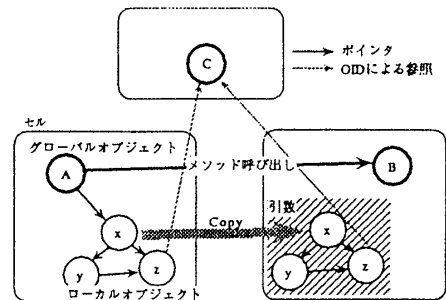 C
ポインタ
OIDによる参照
セル
グローバルオブジェクト
A
メソッド呼び出し
B
引数
x
Copy
x
y
z
y
z
ローカルオブジェクト